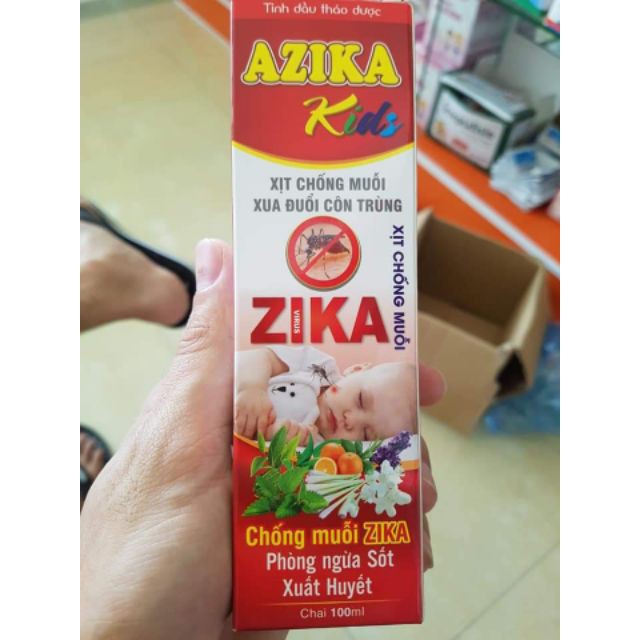 Tinh dầu thảo dược
AZIKA
Kids
XỊT CHỐNG MUỖI
XUA ĐUỔI CÔN TRÙNG
XỊT CHỐNG MUỖI
VIRUS
ZIKA
Chống muỗi ZIKA
Phòng ngừa Sốt
Xuất Huyết
Chai 100ml